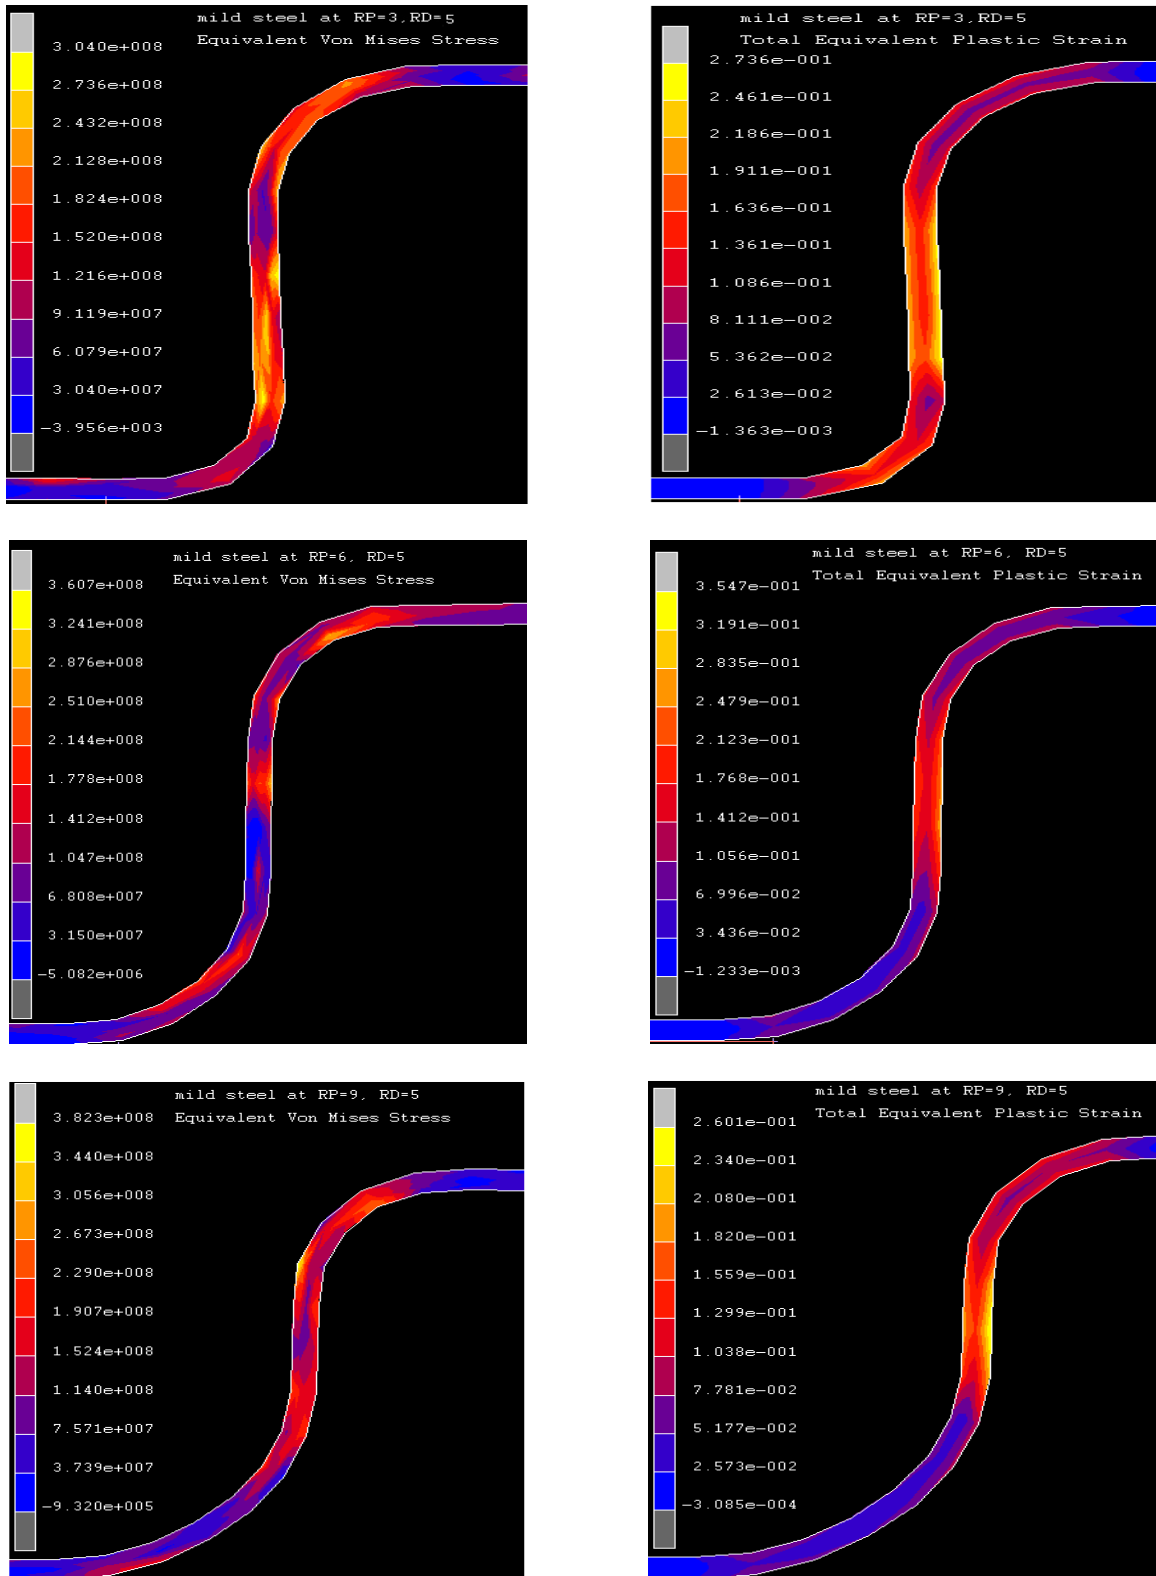 mild steel at RP=3,RD=5
Equivalent Von Mises Stress
3.040e+008
2.736e+008
2.432e+008
2.128e+008
1.824e+008
1.520e+008
1.216e+008
9.119e+007
6.079e+007
3.040e+007
-3.956e+003
mild steel at RP=3,RD=5
Total Equivalent Plastic Strain
2.736e-001
2.461e-001
2.186e-001
1.911e-001
1.636e-001
1.361e-001
1.086e-001
8.111e-002
5.362e-002
2.613e-002
-1.363e-003
mild steel at RP=6, RD=5
Equivalent Von Mises Stress
3.607e+008
3.241e+008
2.876e+008
2.510e+008
2.144e+008
1.778e+008
1.412e+008
1.047e+008
6.808e+007
3.150e+007
-5.082e+006
mild steel at RP=6, RD=5
Total Equivalent Plastic Strain
3.547e-001
3.191e-001
2.835e-001
2.479e-001
2.123e-001
1.768e-001
1.412e-001
1.056e-001
6.996e-002
3.436e-002
-1.233e-003
mild steel at RP=9, RD=5
Equivalent Von Mises Stress
3.823e+008
3.440e+008
3.056e+008
2.673e+008
2.290e+008
1.907e+008
1.524e+008
1.140e+008
7.571e+007
3.739e+007
-9.320e+005
mild steel at RP=9, RD=5
Total Equivalent Plastic Strain
2.601e-001
2.340e-001
2.080e-001
1.820e-001
1.559e-001
1.299e-001
1.038e-001
7.781e-002
5.177e-002
2.573e-002
-3.085e-004